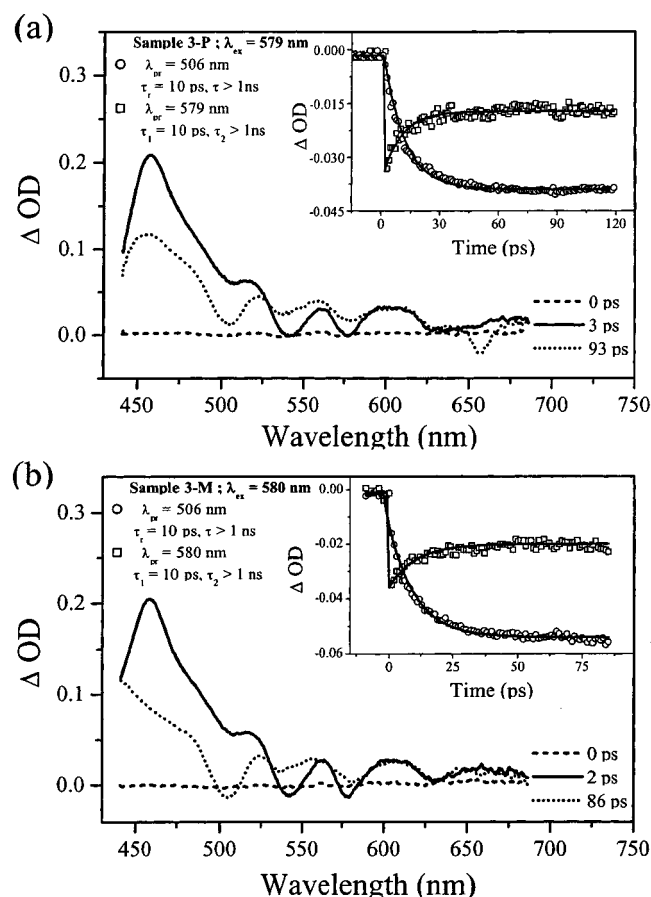 (a)
Sample 3-P ; λex = 579 nm
λpr = 506 nm
τr = 10 ps, τ > 1ns
λpr = 579 nm
τ1 = 10 ps, τ2 > 1ns
0.3
0.2
0.1
0.0
Δ OD
0.000
-0.015
-0.030
-0.045
Δ OD
0 30 60 90 120
Time (ps)
0 ps
3 ps
93 ps
450 500 550 600 650 700 750
Wavelength (nm)
(b)
Sample 3-M ; λex = 580 nm
λpr = 506 nm
τr = 10 ps, τ > 1 ns
λpr = 580 nm
τ1 = 10 ps, τ2 > 1 ns
0.3
0.2
0.1
0.0
Δ OD
0.00
-0.02
-0.04
-0.06
Δ OD
0 25 50 75
Time (ps)
0 ps
2 ps
86 ps
450 500 550 600 650 700 750
Wavelength (nm)